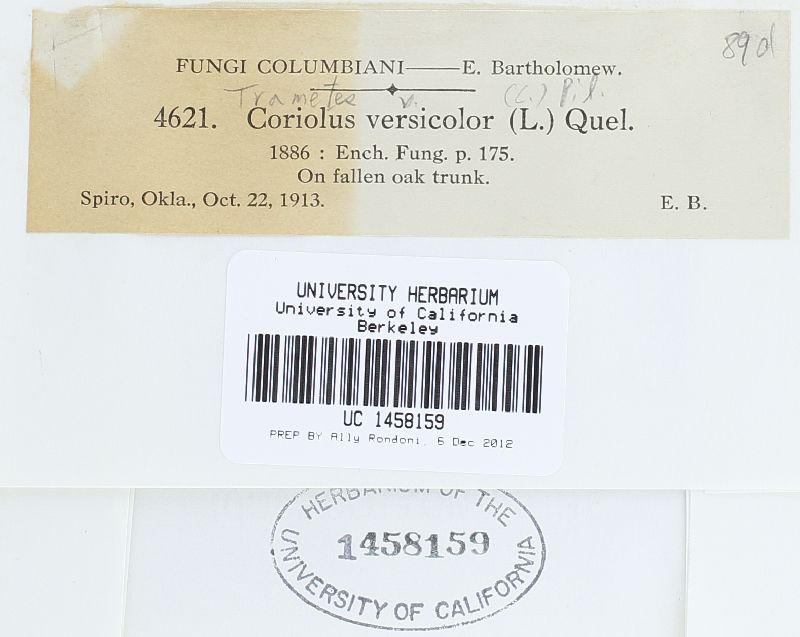 89d
FUNGI COLUMBIANI—E. Bartholomew.
Trametes v. (L.) Pil.
4621. Coriolus versicolor (L.) Quel.
1886 : Ench. Fung. p. 175.
On fallen oak trunk.
Spiro, Okla., Oct. 22, 1913. E. B.
UNIVERSITY HERBARIUM
University of California
Berkeley
UC 1458159
PREP BY Ally Rondoni, 6 Dec 2012
HERBARIUM OF THE
1458159
UNIVERSITY OF CALIFORNIA